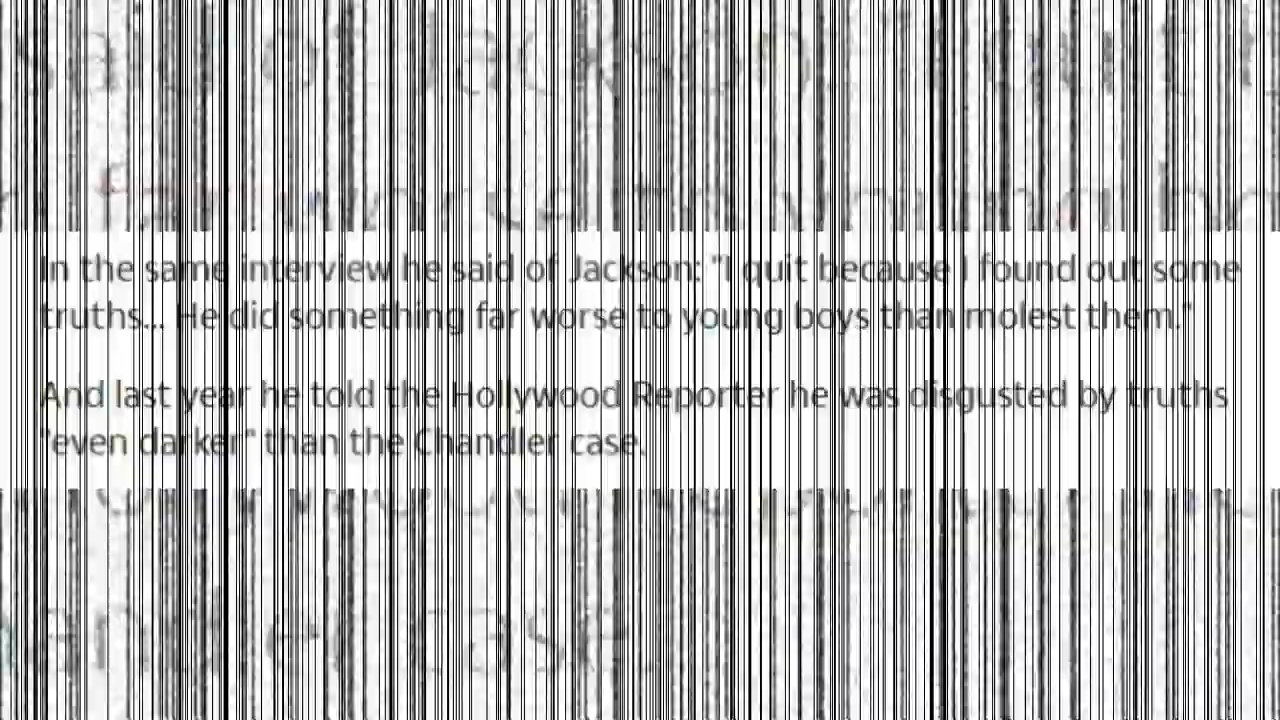 In the same interview he said of Jackson: "I quit because I found out some
truths... He did something far worse to young boys than molest them."
And last year he told the Hollywood Reporter he was disgusted by truths
"even darker" than the Chandler case.